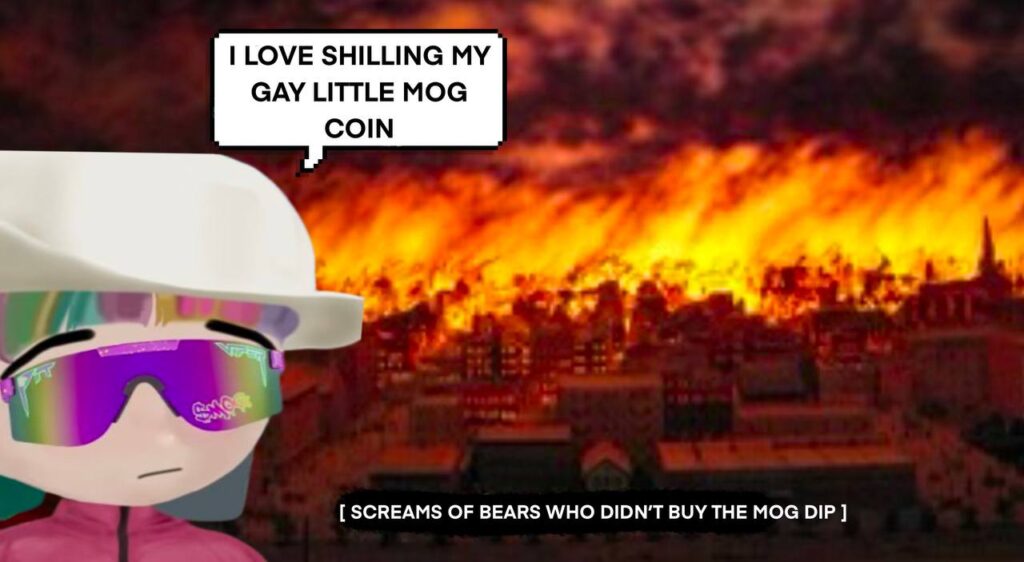 I LOVE SHILLING MY
GAY LITTLE MOG
COIN
[ SCREAMS OF BEARS WHO DIDN'T BUY THE MOG DIP ]